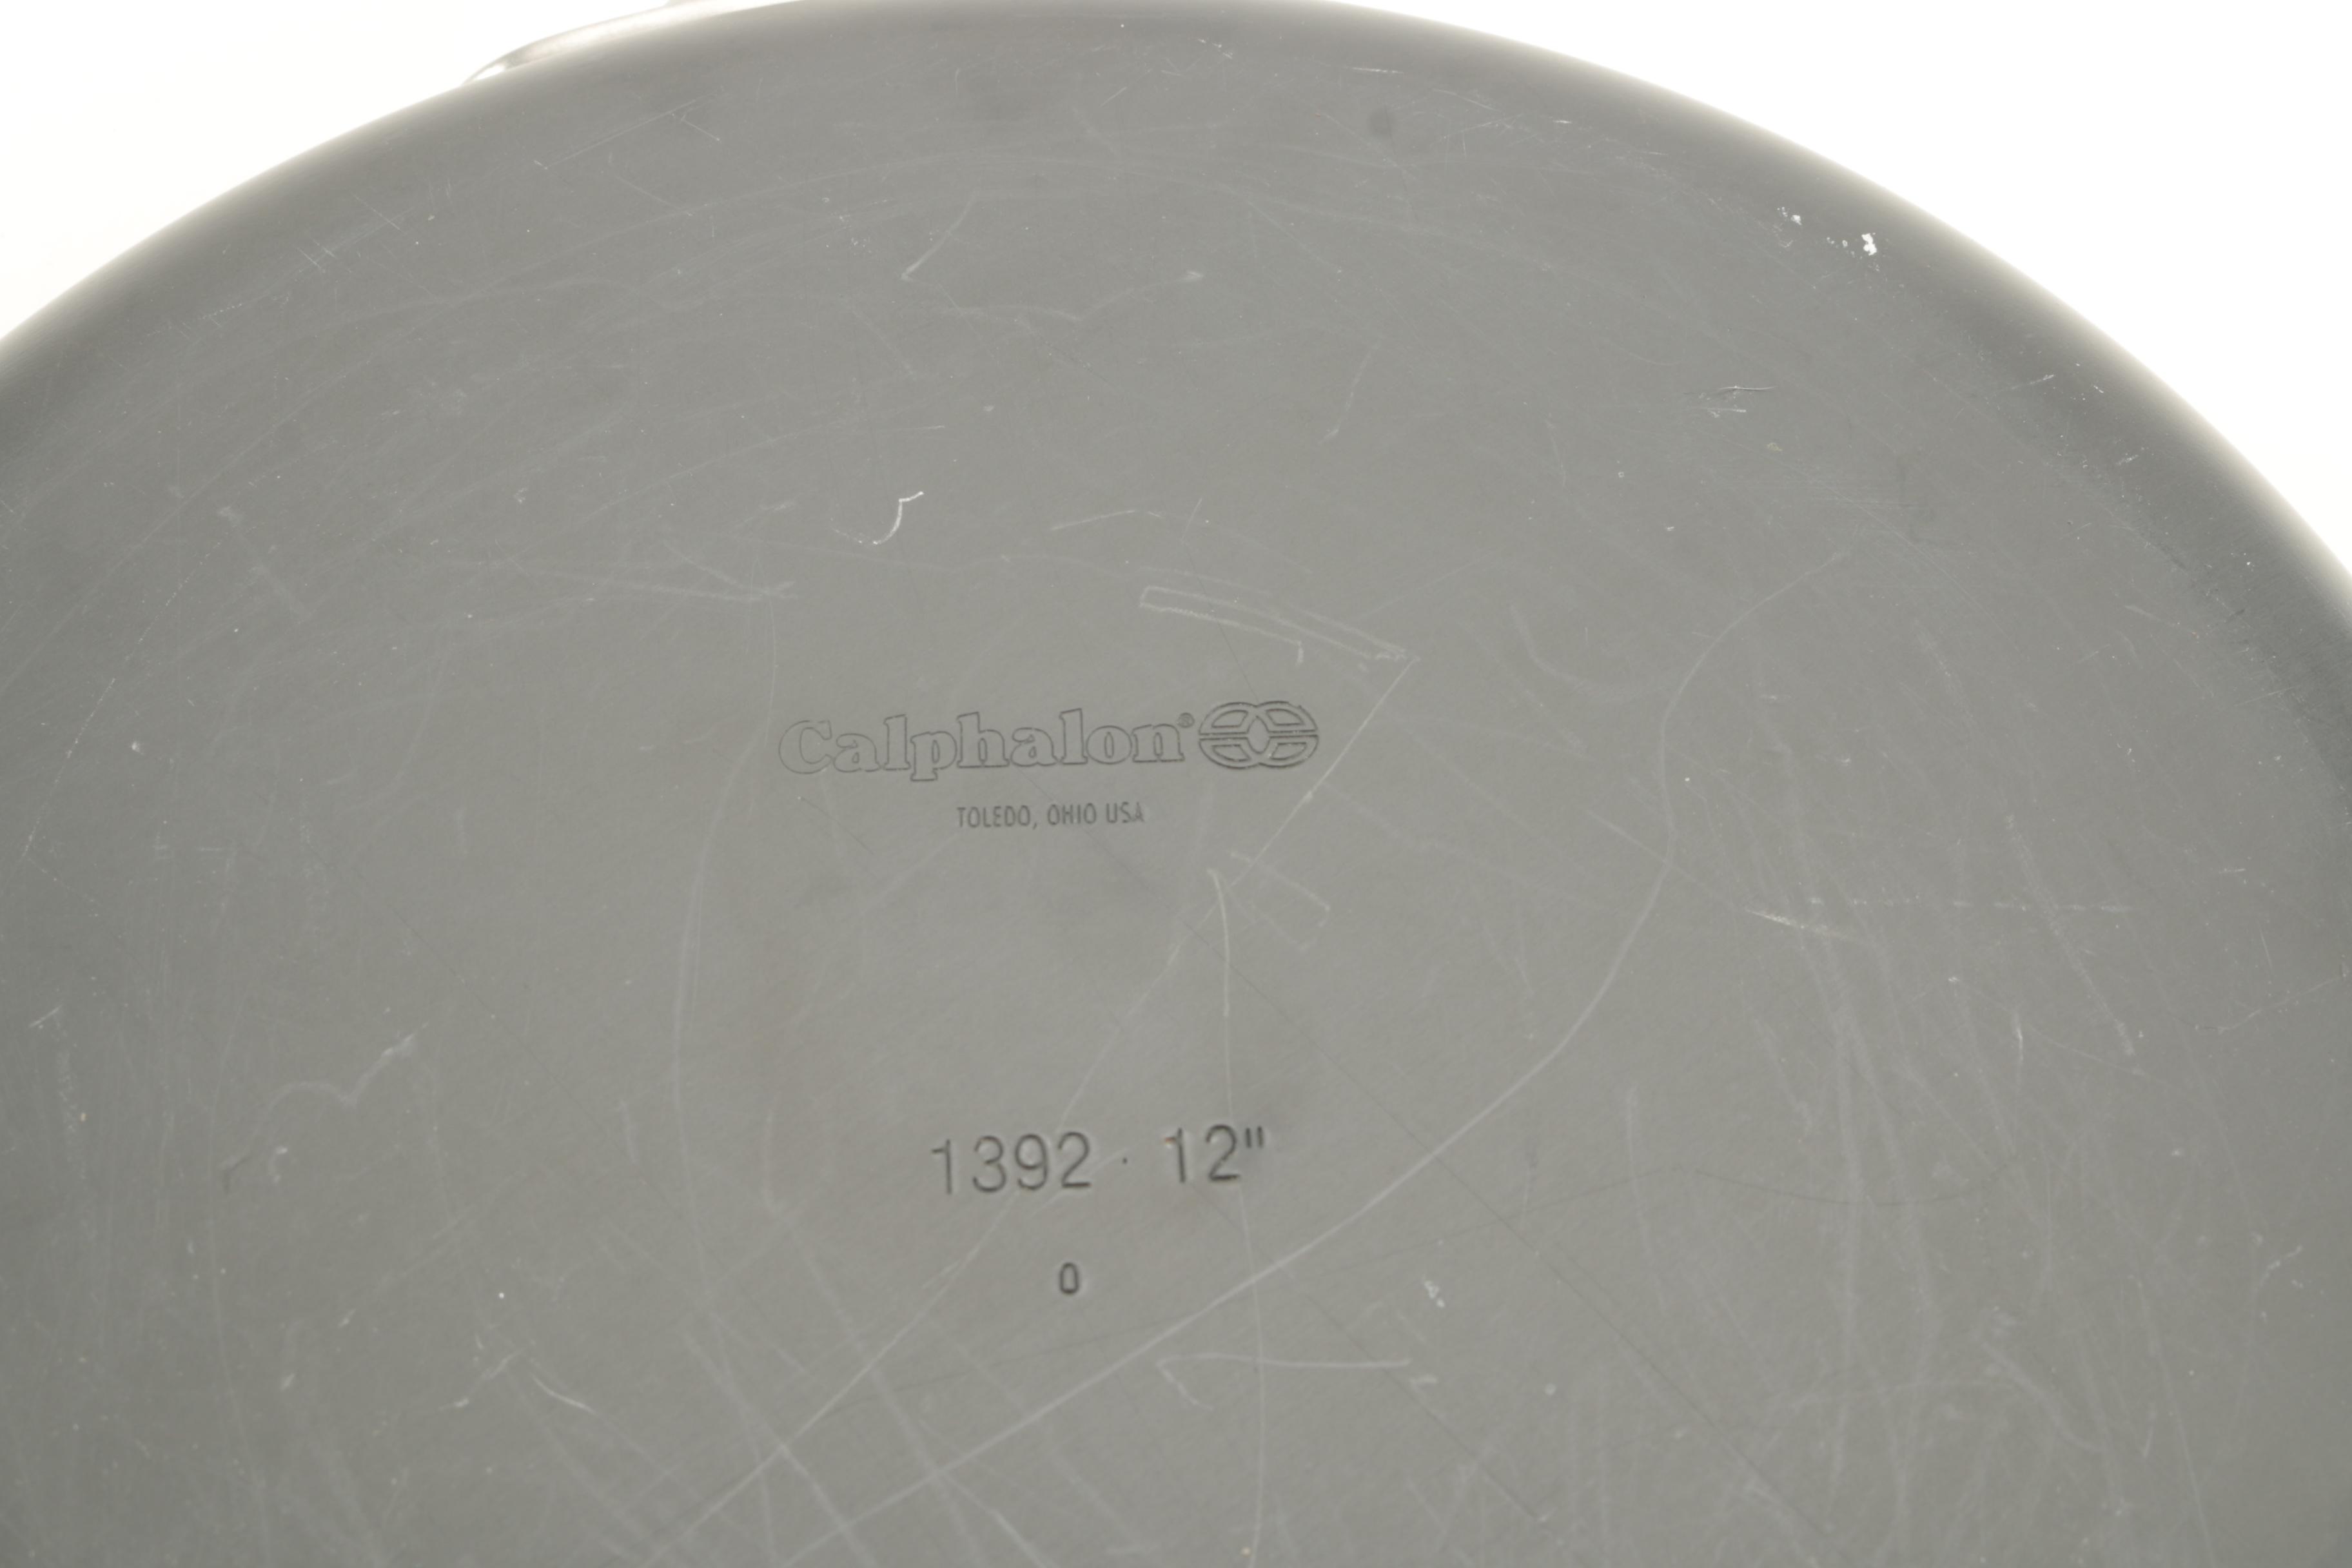 Calphalon®
TOLEDO, OHIO USA
1392 · 12"
0